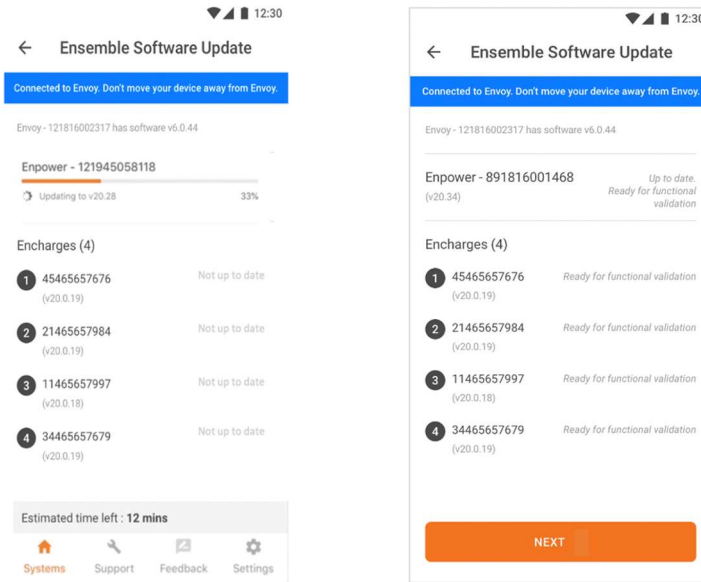 12:30
Ensemble Software Update
Connected to Envoy. Don't move your device away from Envoy.
Envoy - 121816002317 has software v6.0.44
Enpower - 121945058118
Updating to v20.28 33%
Encharges (4)
1 45465657676 Not up to date
(v20.0.19)
2 21465657984 Not up to date
(v20.0.19)
3 11465657997 Not up to date
(v20.0.18)
4 34465657679 Not up to date
(v20.0.19)
Estimated time left : 12 mins
Systems Support Feedback Settings
12:30
Ensemble Software Update
Connected to Envoy. Don't move your device away from Envoy.
Envoy - 121816002317 has software v6.0.44
Enpower - 891816001468 Up to date.
(v20.34) Ready for functional
validation
Encharges (4)
1 45465657676 Ready for functional validation
(v20.0.19)
2 21465657984 Ready for functional validation
(v20.0.19)
3 11465657997 Ready for functional validation
(v20.0.18)
4 34465657679 Ready for functional validation
(v20.0.19)
NEXT